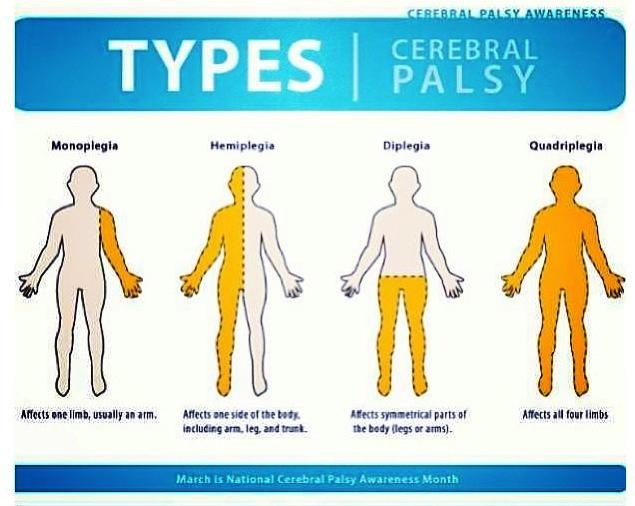 CEREBRAL PALSY AWARENESS
TYPES
CEREBRAL
PALSY
Monoplegia
Hemiplegia
Diplegia
Quadriplegia
Affects one limb, usually an arm.
Affects one side of the body,
including arm, leg, and trunk.
Affects symmetrical parts of
the body (legs or arms).
Affects all four limbs
March is National Cerebral Palsy Awareness Month